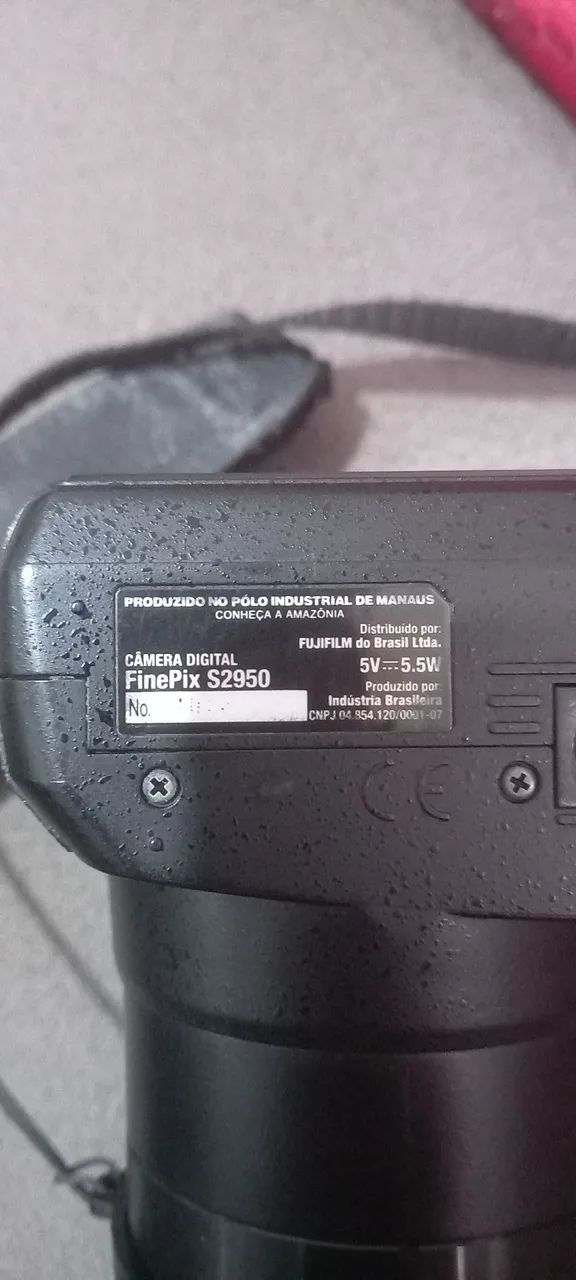 PRODUZIDO NO PÓLO INDUSTRIAL DE MANAUS
CONHEÇA A AMAZÔNIA
Distribuído por:
FUJIFILM do Brasil Ltda.
CÂMERA DIGITAL
FinePix S2950
5V⎓5.5W
No.
Produzido por
Indústria Brasileira
CNPJ 04.854.120/0001-07
CE